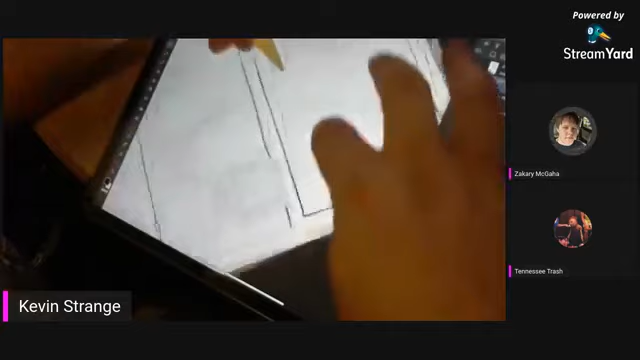 Powered by
StreamYard
Zakary McGaha
Tennessee Trash
Kevin Strange